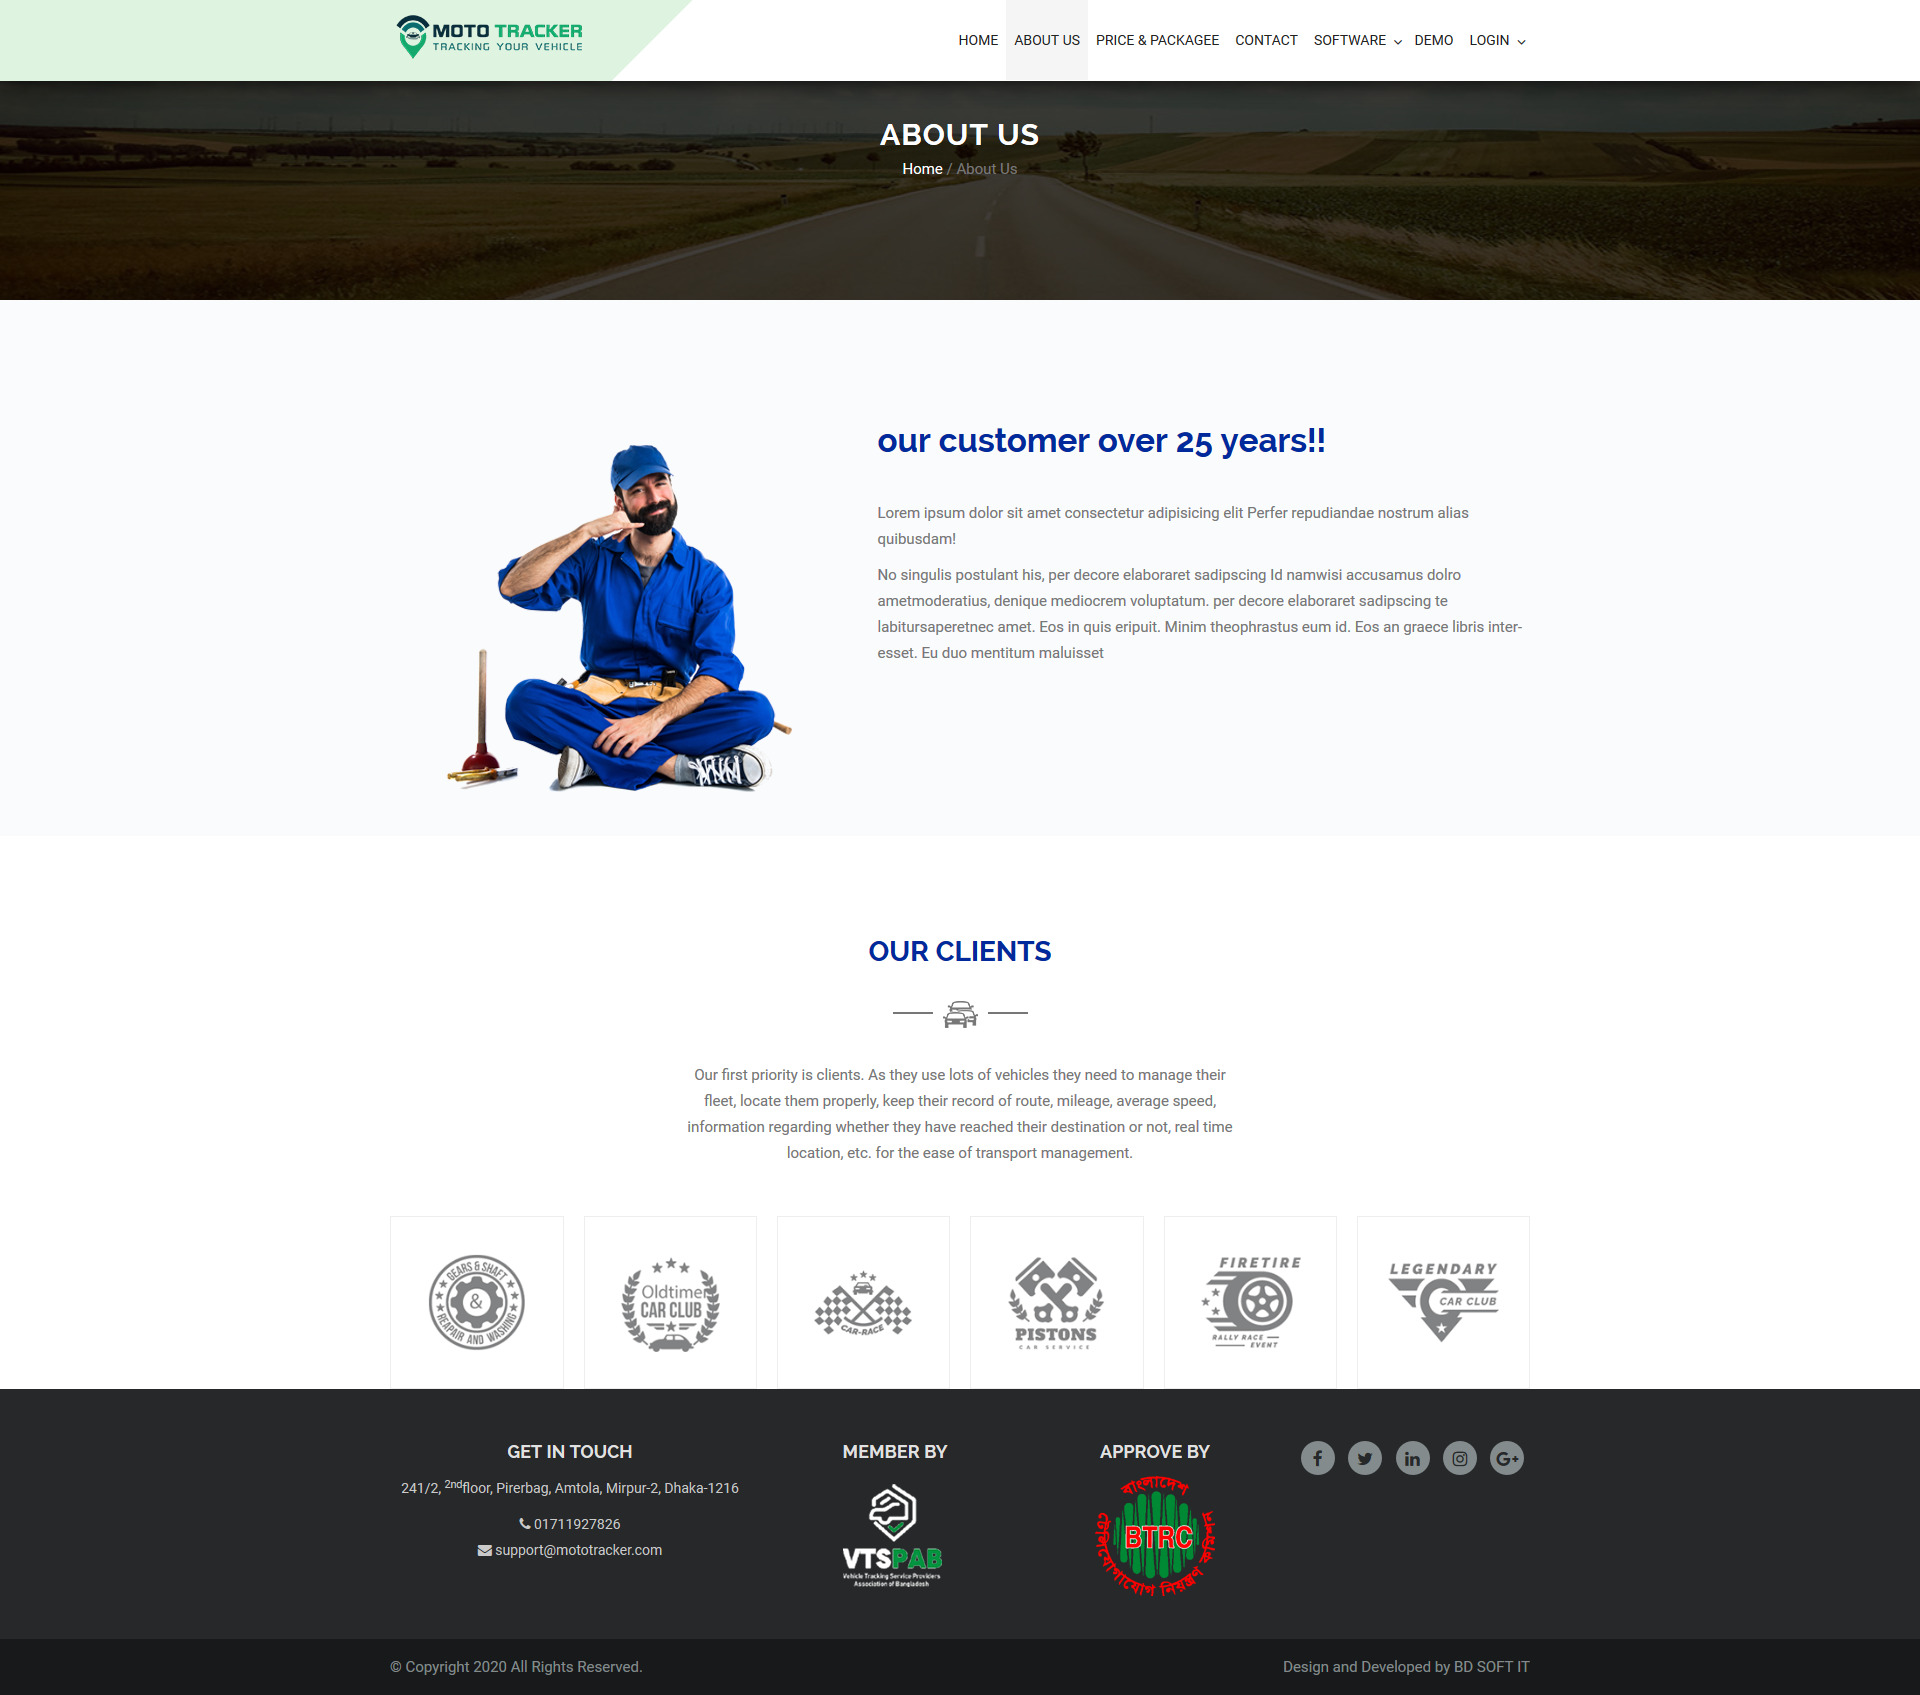 MOTO TRACKER
TRACKING YOUR VEHICLE
HOME ABOUT US PRICE & PACKAGEE CONTACT SOFTWARE DEMO LOGIN
ABOUT US
Home / About Us
our customer over 25 years!!
Lorem ipsum dolor sit amet consectetur adipisicing elit Perfer repudiandae nostrum alias
quibusdam!
No singulis postulant his, per decore elaboraret sadipscing Id namwisi accusamus dolro
ametmoderatius, denique mediocrem voluptatum. per decore elaboraret sadipscing te
labitursaperetnec amet. Eos in quis eripuit. Minim theophrastus eum id. Eos an graece libris inter-
esset. Eu duo mentitum maluisset
OUR CLIENTS
Our first priority is clients. As they use lots of vehicles they need to manage their
fleet, locate them properly, keep their record of route, mileage, average speed,
information regarding whether they have reached their destination or not, real time
location, etc. for the ease of transport management.
GEARS & SHAFT
&
REAPAIR AND WASHING
Oldtimer
CAR CLUB
CAR-RACE
PISTONS
CAR SERVICE
FIRETIRE
RALLY RACE
EVENT
LEGENDARY
CAR CLUB
GET IN TOUCH
241/2, 2ndfloor, Pirerbag, Amtola, Mirpur-2, Dhaka-1216
01711927826
support@mototracker.com
MEMBER BY
VTSPAB
Vehicle Tracking Service Providers
Association of Bangladesh
APPROVE BY
বাংলাদেশ
BTRC
টেলিযোগাযোগ নিয়ন্ত্রণ কমিশন
© Copyright 2020 All Rights Reserved.
Design and Developed by BD SOFT IT